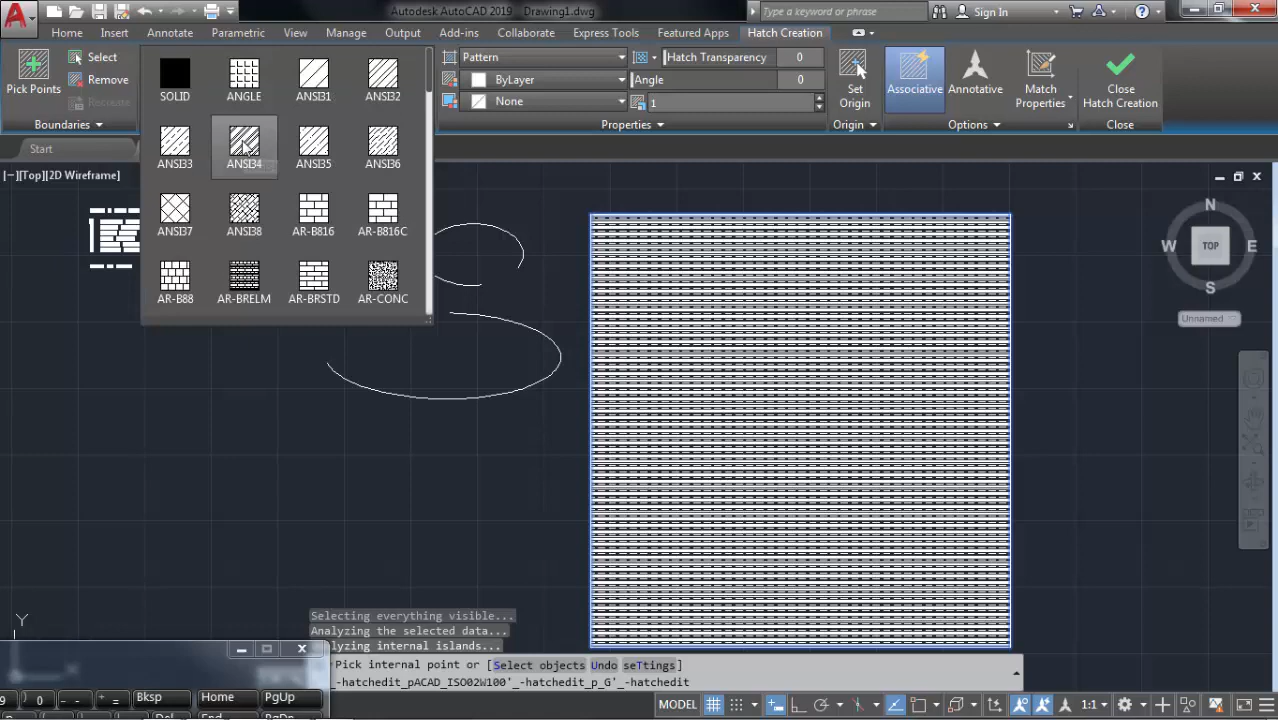 Autodesk AutoCAD 2019 Drawing1.dwg
Type a keyword or phrase
Sign In
Home Insert Annotate Parametric View Manage Output Add-ins Collaborate Express Tools Featured Apps Hatch Creation
Pick Points
Select
Remove
Recreate
Boundaries
SOLID ANGLE ANSI31 ANSI32
ANSI33 ANSI34 ANSI35 ANSI36
ANSI37 ANSI38 AR-B816 AR-B816C
AR-B88 AR-BRELM AR-BRSTD AR-CONC
Pattern
ByLayer
None
Hatch Transparency 0
Angle 0
1
Properties
Set
Origin
Origin
Associative
Annotative
Match
Properties
Options
Close
Hatch Creation
Close
Start
[−][Top][2D Wireframe]
N
W TOP E
S
Unnamed
Y
Selecting everything visible...
Analyzing the selected data...
alyzing internal islands...
Pick internal point or [Select objects Undo seTtings]
_-hatchedit_pACAD_ISO02W100'_-hatchedit_p_G'_-hatchedit
9 ) 0 - - + = Bksp Home PgUp
MODEL 1:1